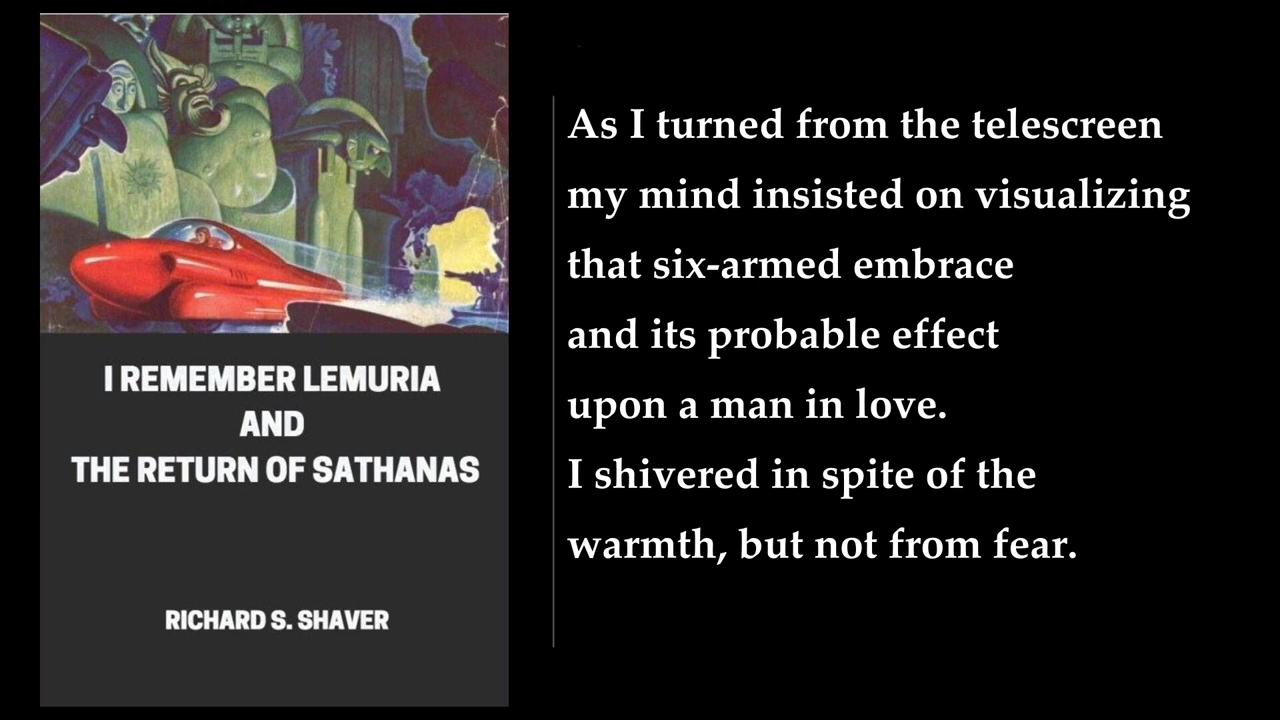 I REMEMBER LEMURIA
AND
THE RETURN OF SATHANAS
RICHARD S. SHAVER
As I turned from the telescreen
my mind insisted on visualizing
that six-armed embrace
and its probable effect
upon a man in love.
I shivered in spite of the
warmth, but not from fear.